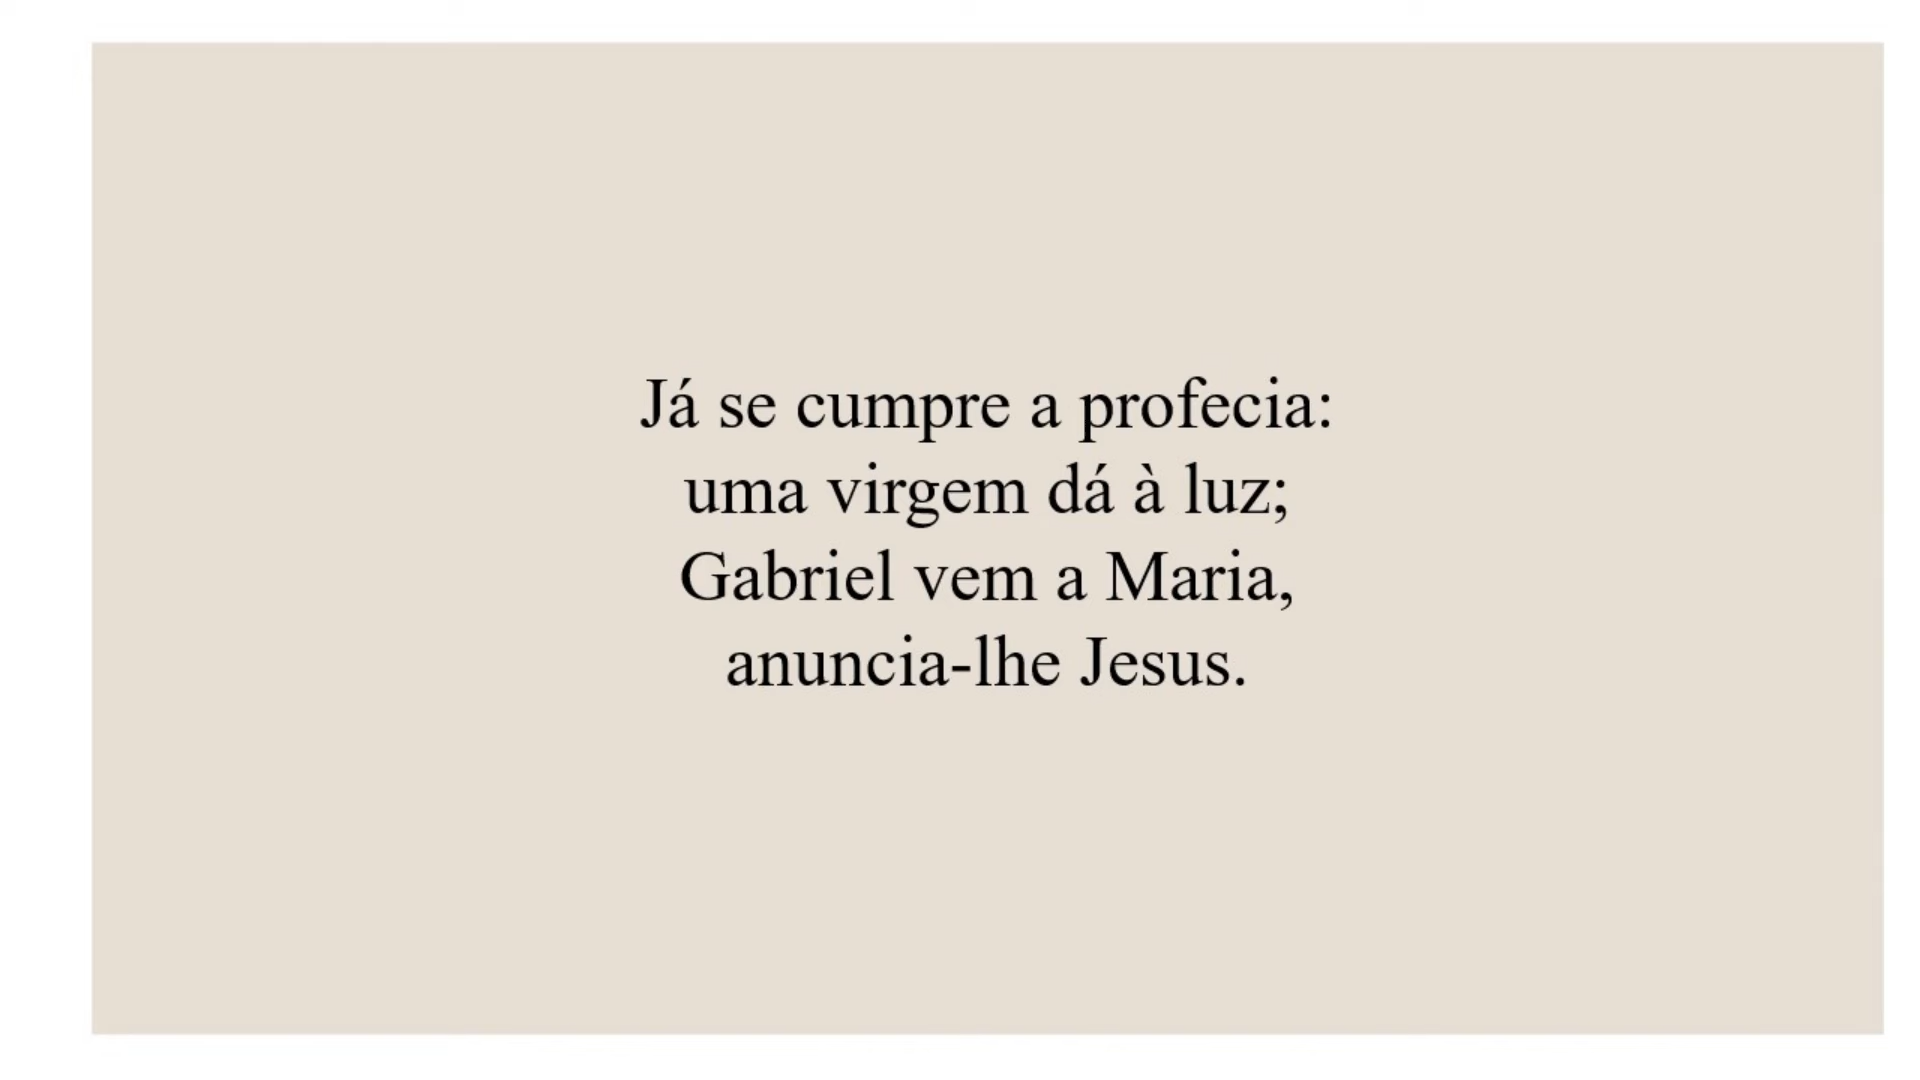 Já se cumpre a profecia:
uma virgem dá à luz;
Gabriel vem a Maria,
anuncia-lhe Jesus.